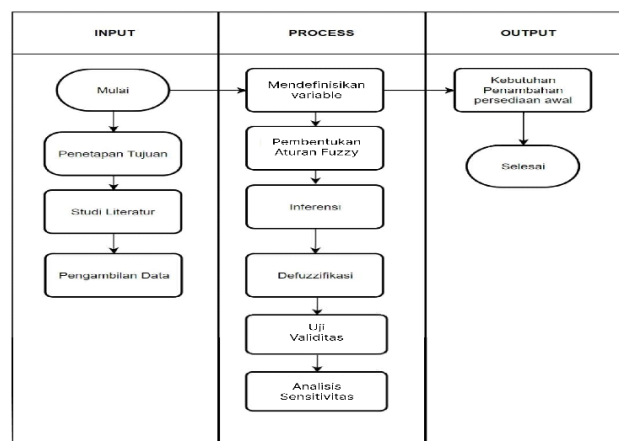 INPUT
PROCESS
OUTPUT
Mulai
Penetapan Tujuan
Studi Literatur
Pengambilan Data
Mendefinisikan
variable
Pembentukan
Aturan Fuzzy
Inferensi
Defuzzifikasi
Uji
Validitas
Analisis
Sensitivitas
Kebutuhan
Penambahan
persediaan awal
Selesai